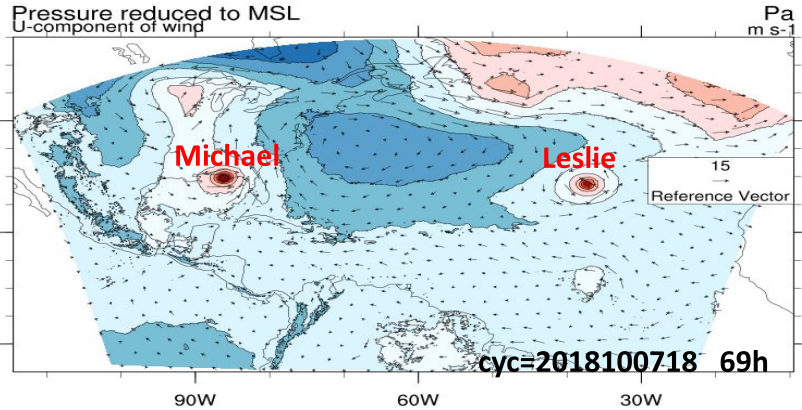 Pressure reduced to MSL Pa
U-component of wind m s-1
Michael
Leslie
15
Reference Vector
cyc=2018100718 69h
90W 60W 30W